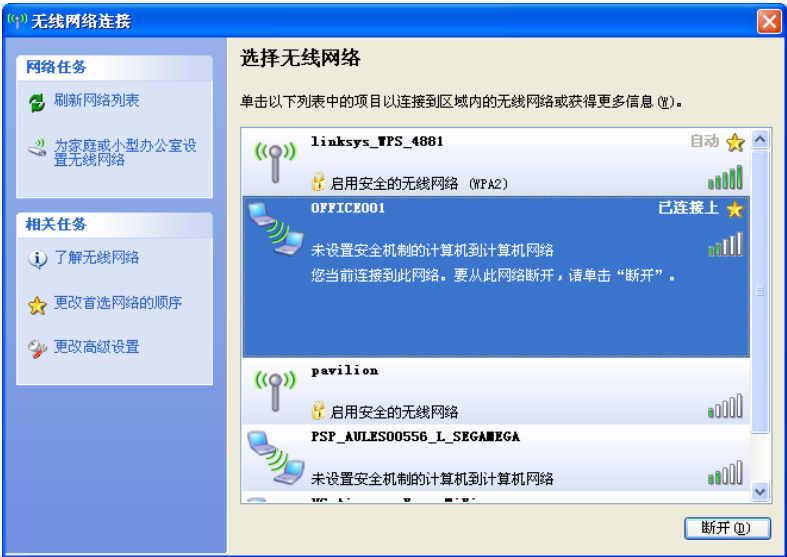 无线网络连接
网络任务
刷新网络列表
为家庭或小型办公室设
置无线网络
相关任务
了解无线网络
更改首选网络的顺序
更改高级设置
选择无线网络
单击以下列表中的项目以连接到区域内的无线网络或获得更多信息(W)。
linksys_WPS_4881 自动
启用安全的无线网络 (WPA2)
OFFICE001 已连接上
未设置安全机制的计算机到计算机网络
您当前连接到此网络。要从此网络断开，请单击“断开”。
pavilion
启用安全的无线网络
PSP_AULES00556_L_SEGAMEGA
未设置安全机制的计算机到计算机网络
断开(D)